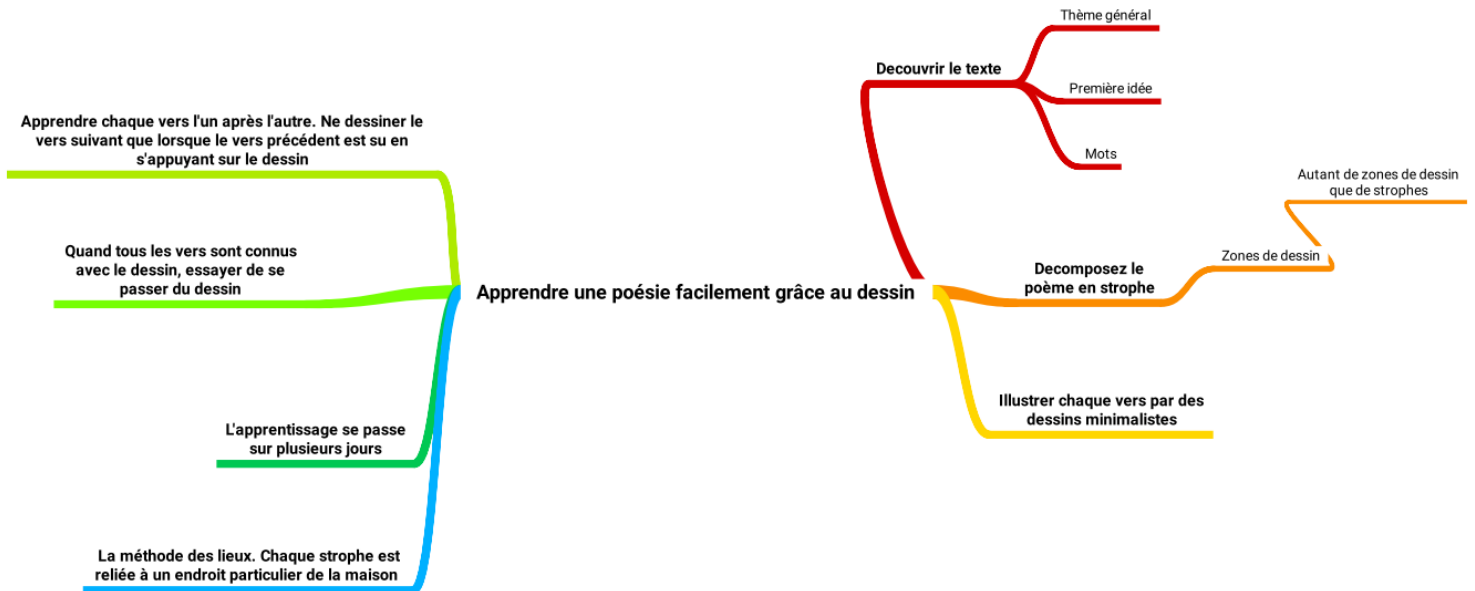 Apprendre une poésie facilement grâce au dessin
Decouvrir le texte
Thème général
Première idée
Mots
Decomposez le
poème en strophe
Zones de dessin
Autant de zones de dessin
que de strophes
Illustrer chaque vers par des
dessins minimalistes
Apprendre chaque vers l'un après l'autre. Ne dessiner le
vers suivant que lorsque le vers précédent est su en
s'appuyant sur le dessin
Quand tous les vers sont connus
avec le dessin, essayer de se
passer du dessin
L'apprentissage se passe
sur plusieurs jours
La méthode des lieux. Chaque strophe est
reliée à un endroit particulier de la maison